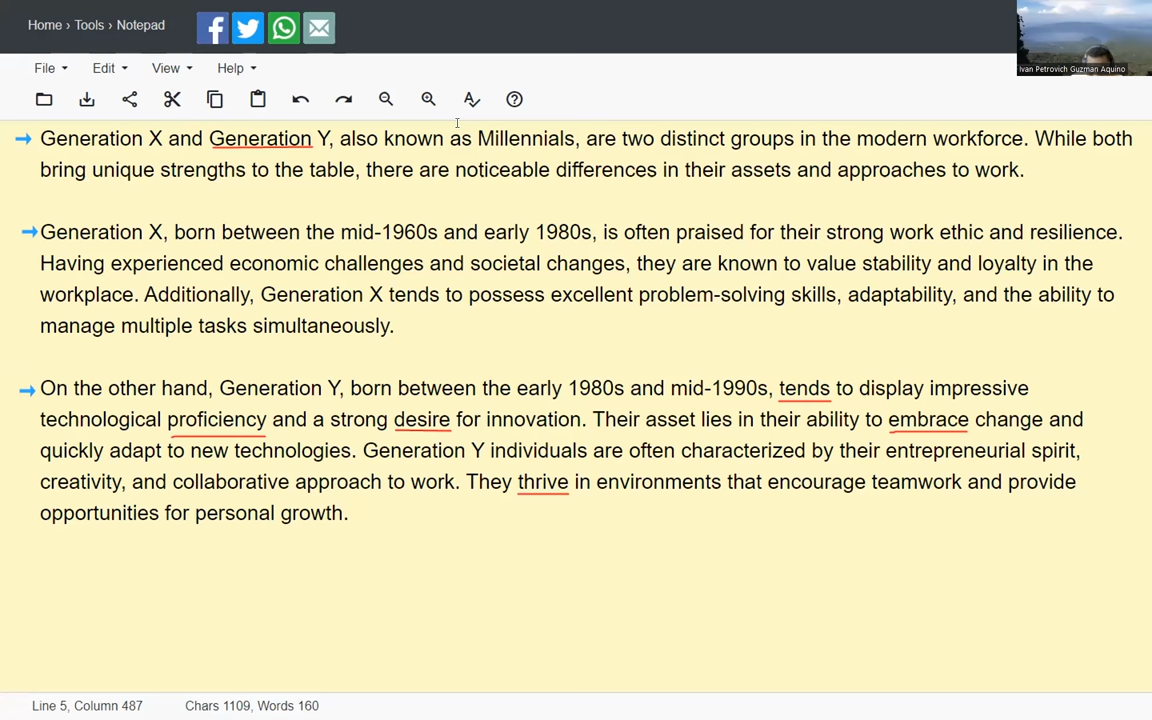 Home › Tools › Notepad
Ivan Petrovich Guzman Aquino
File Edit View Help
Generation X and Generation Y, also known as Millennials, are two distinct groups in the modern workforce. While both
bring unique strengths to the table, there are noticeable differences in their assets and approaches to work.
Generation X, born between the mid-1960s and early 1980s, is often praised for their strong work ethic and resilience.
Having experienced economic challenges and societal changes, they are known to value stability and loyalty in the
workplace. Additionally, Generation X tends to possess excellent problem-solving skills, adaptability, and the ability to
manage multiple tasks simultaneously.
On the other hand, Generation Y, born between the early 1980s and mid-1990s, tends to display impressive
technological proficiency and a strong desire for innovation. Their asset lies in their ability to embrace change and
quickly adapt to new technologies. Generation Y individuals are often characterized by their entrepreneurial spirit,
creativity, and collaborative approach to work. They thrive in environments that encourage teamwork and provide
opportunities for personal growth.
Line 5, Column 487 Chars 1109, Words 160